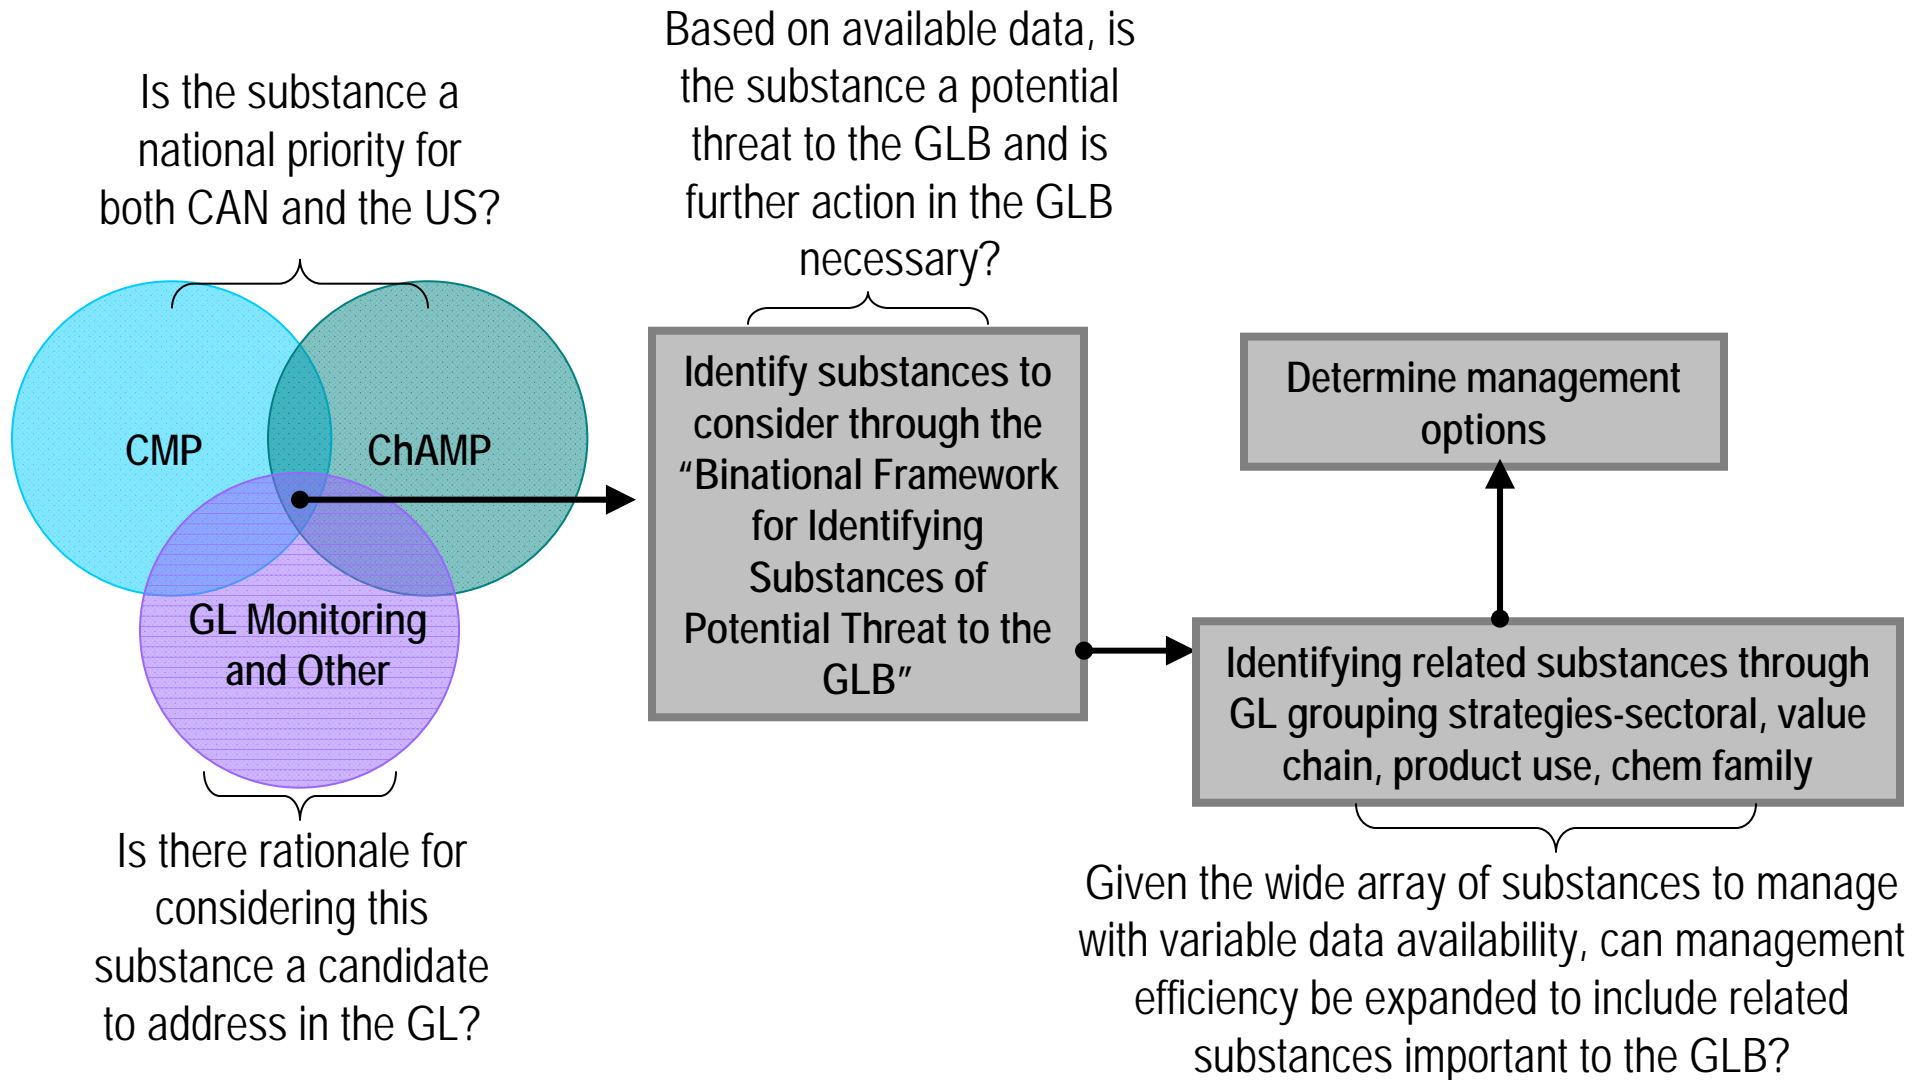 Is the substance a
national priority for
both CAN and the US?
CMP
ChAMP
GL Monitoring
and Other
Is there rationale for
considering this
substance a candidate
to address in the GL?
Based on available data, is
the substance a potential
threat to the GLB and is
further action in the GLB
necessary?
Identify substances to
consider through the
“Binational Framework
for Identifying
Substances of
Potential Threat to the
GLB”
Determine management
options
Identifying related substances through
GL grouping strategies-sectoral, value
chain, product use, chem family
Given the wide array of substances to manage
with variable data availability, can management
efficiency be expanded to include related
substances important to the GLB?